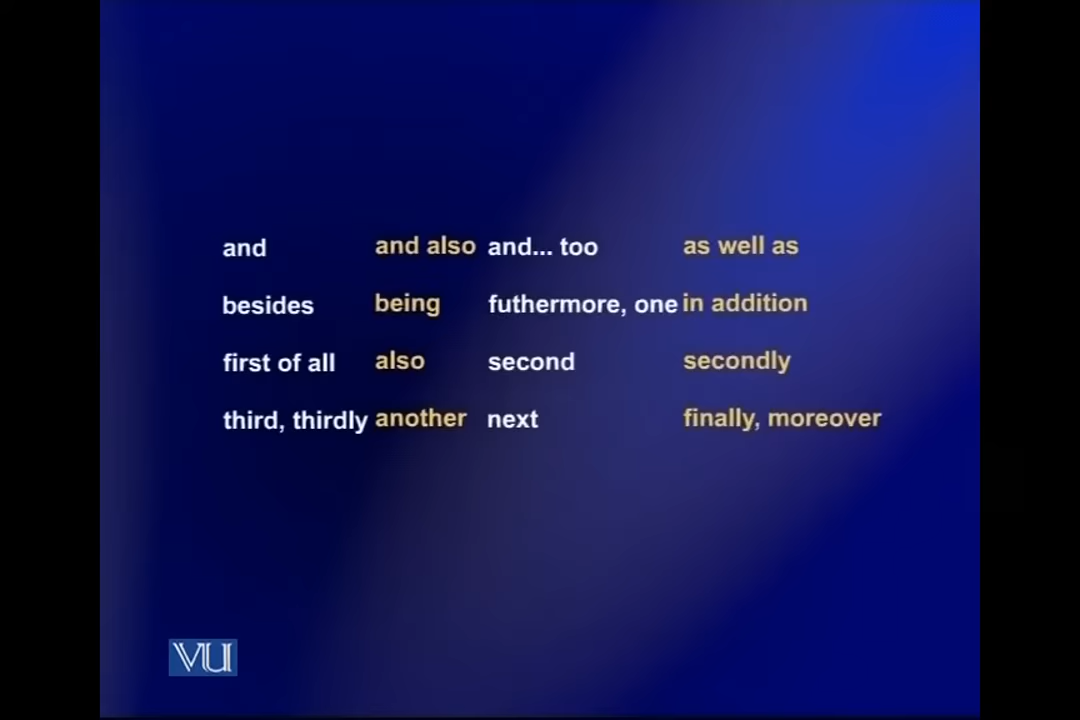 and and also and... too as well as
besides being futhermore, one in addition
first of all also second secondly
third, thirdly another next finally, moreover
VU